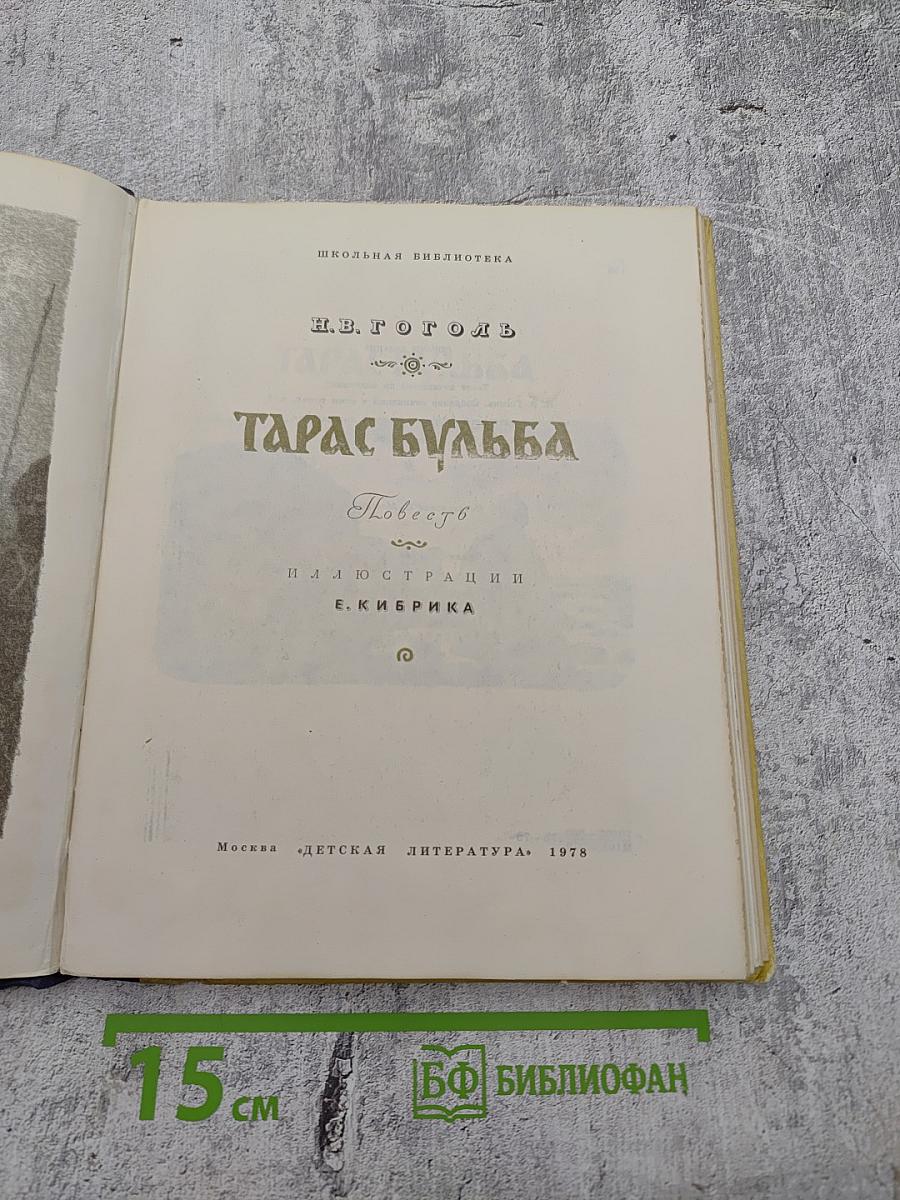 ШКОЛЬНАЯ БИБЛИОТЕКА
Н.В. ГОГОЛЬ
ТАРАС БУЛЬБА
Повесть
ИЛЛЮСТРАЦИИ
Е. КИБРИКА
Москва «ДЕТСКАЯ ЛИТЕРАТУРА» 1978
15 СМ
БФ БИБЛИОФАН